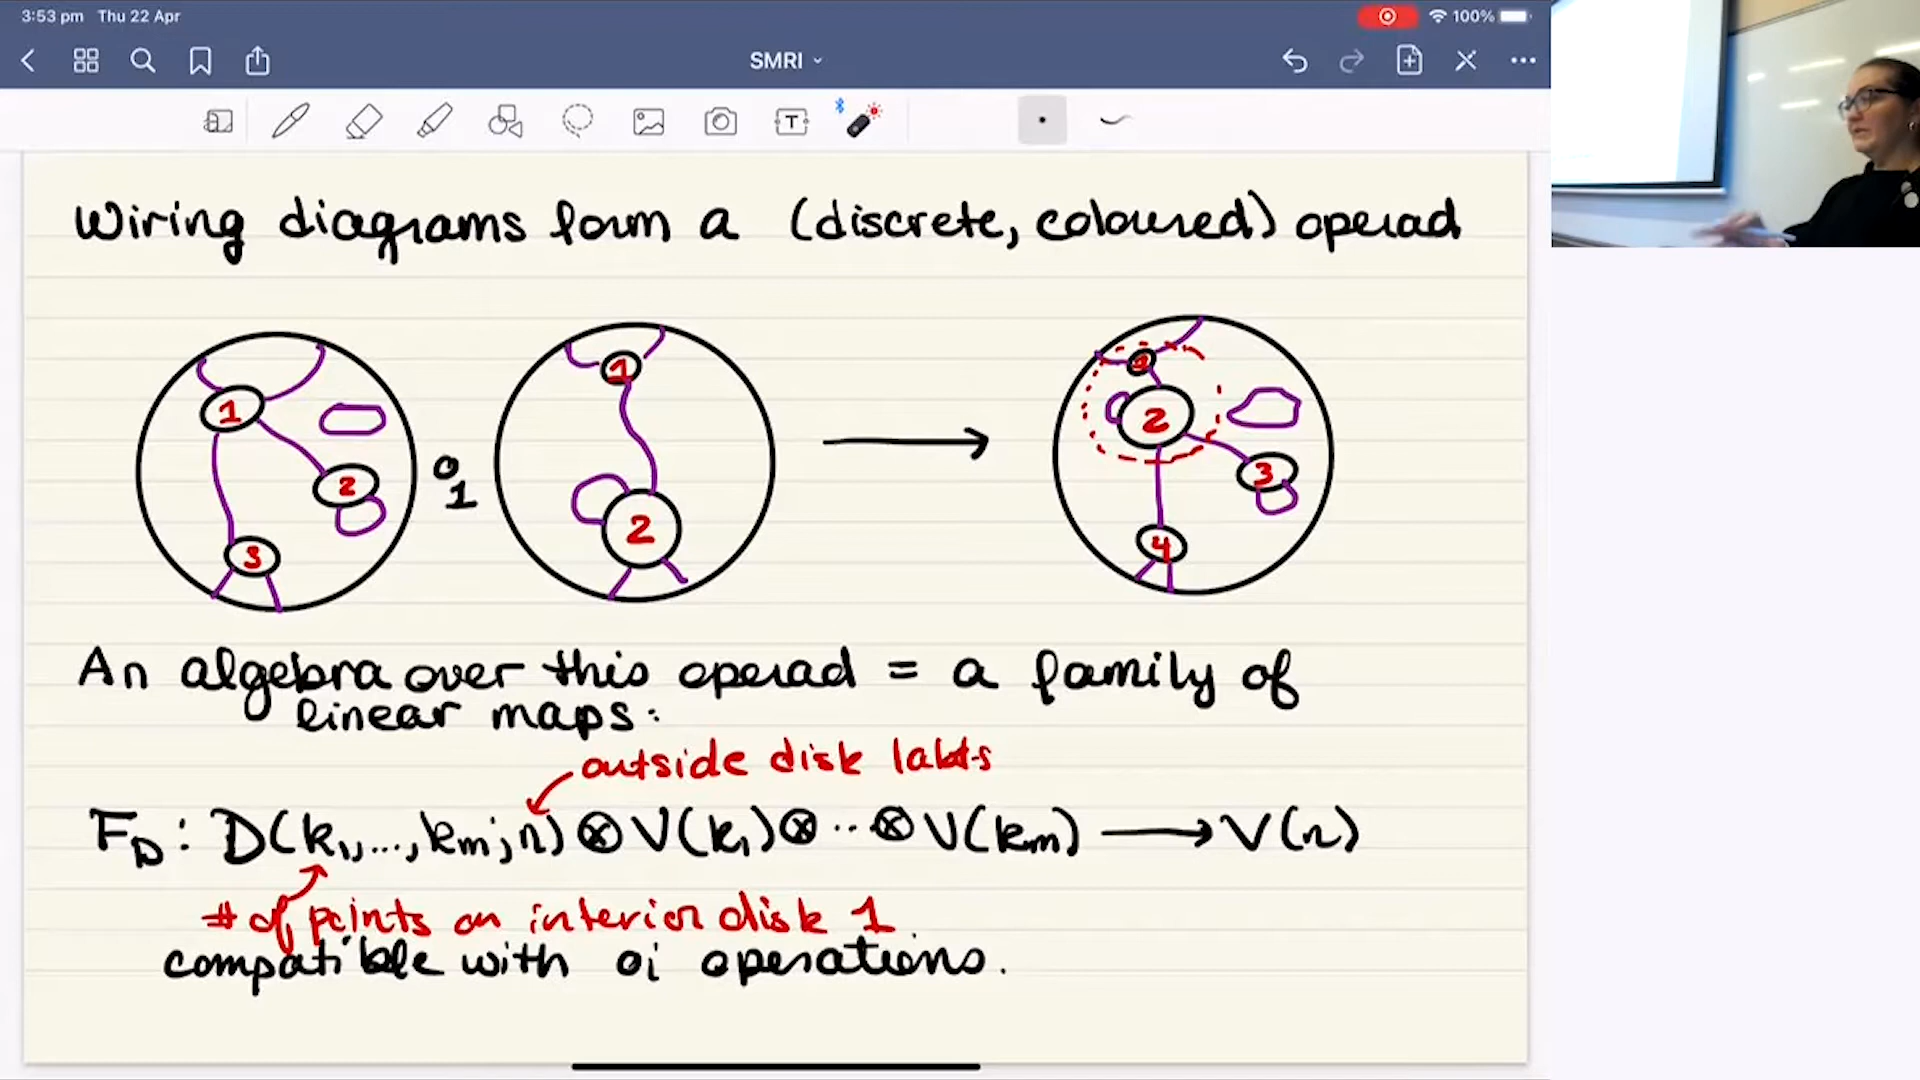 3:53 pm Thu 22 Apr
100%
SMRI
T
Wiring diagrams form a (discrete, coloured) operad
1
2
3
o
1
1
2
2
3
4
An algebra over this operad = a family of
linear maps:
outside disk labels
F_D : D(k₁,...,kₘ;n) ⊗ V(k₁) ⊗ ·· ⊗ V(kₘ) ⟶ V(n)
# of points on interior disk 1
compatible with oᵢ operations.